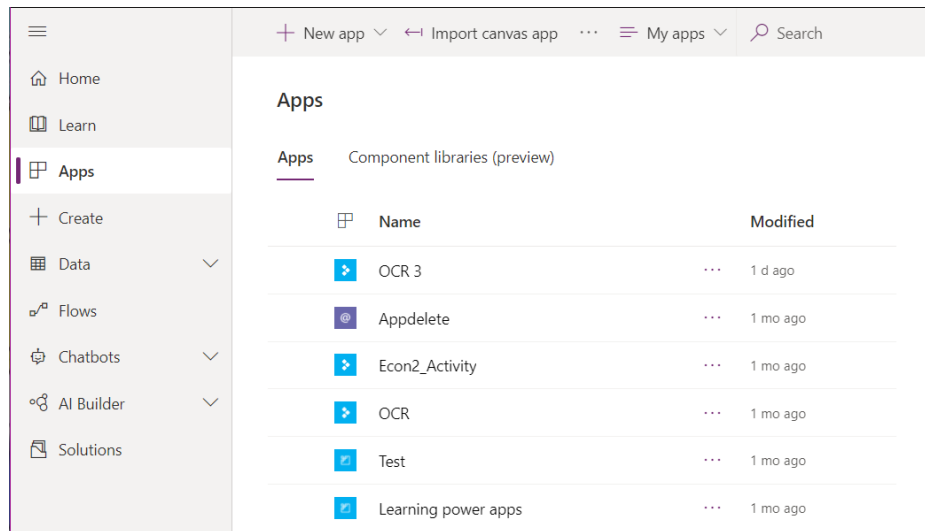 New app
Import canvas app
···
My apps
Search
Home
Learn
Apps
Create
Data
Flows
Chatbots
AI Builder
Solutions
Apps
Apps Component libraries (preview)
Name Modified
OCR 3 ··· 1 d ago
@ Appdelete ··· 1 mo ago
Econ2_Activity ··· 1 mo ago
OCR ··· 1 mo ago
Test ··· 1 mo ago
Learning power apps ··· 1 mo ago